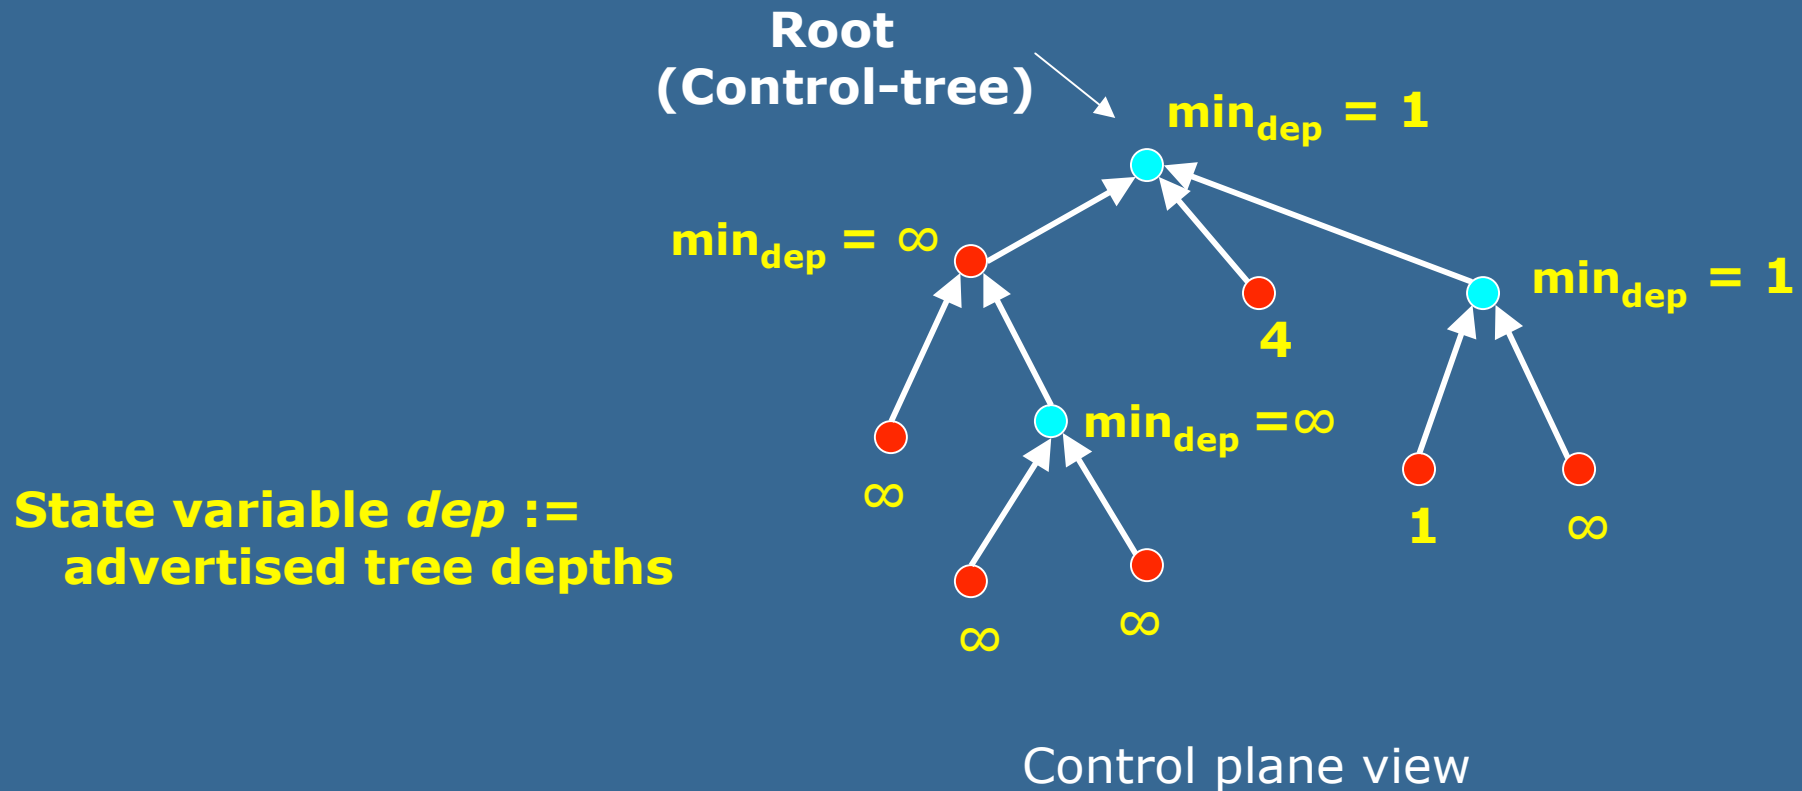 Root
(Control-tree)
min_dep = 1
min_dep = ∞
min_dep = 1
4
min_dep =∞
∞
1
∞
State variable dep :=
advertised tree depths
∞
∞
Control plane view